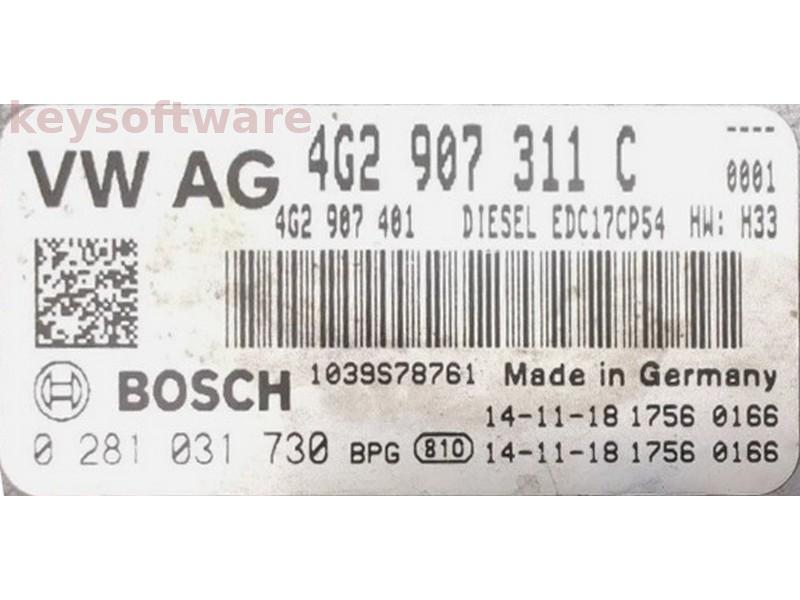 keysoftware
VW AG 4G2 907 311 C ----
0001
4G2 907 401 DIESEL EDC17CP54 HW: H33
BOSCH 1039S78761 Made in Germany
14-11-18 1756 0166
0 281 031 730 BPG 810 14-11-18 1756 0166